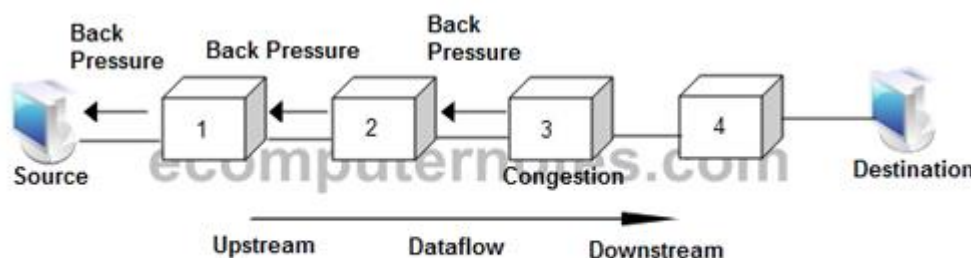 Back
Pressure
Back Pressure
Back
Pressure
1
2
3
4
Source
Congestion
Destination
ecomputernotes.com
Upstream
Dataflow
Downstream